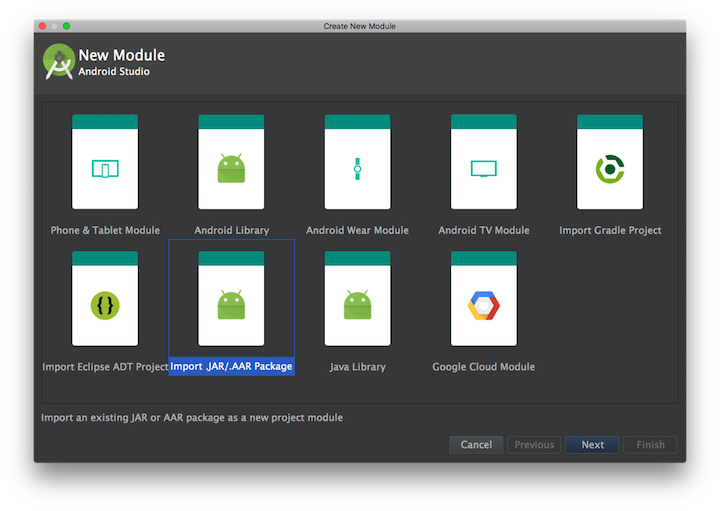 Create New Module
New Module
Android Studio
Phone & Tablet Module
Android Library
Android Wear Module
Android TV Module
Import Gradle Project
{}
Import Eclipse ADT Project
Import .JAR/.AAR Package
Java Library
Google Cloud Module
Import an existing JAR or AAR package as a new project module
Cancel
Previous
Next
Finish